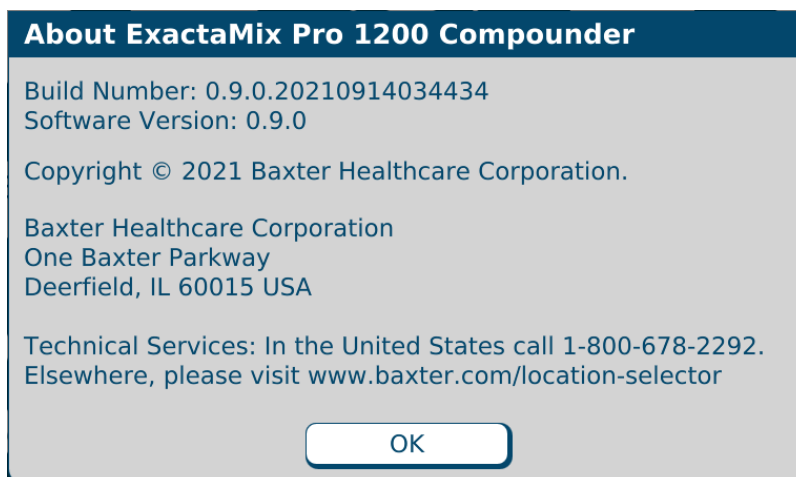 About ExactaMix Pro 1200 Compounder
Build Number: 0.9.0.20210914034434
Software Version: 0.9.0
Copyright © 2021 Baxter Healthcare Corporation.
Baxter Healthcare Corporation
One Baxter Parkway
Deerfield, IL 60015 USA
Technical Services: In the United States call 1-800-678-2292.
Elsewhere, please visit www.baxter.com/location-selector
OK